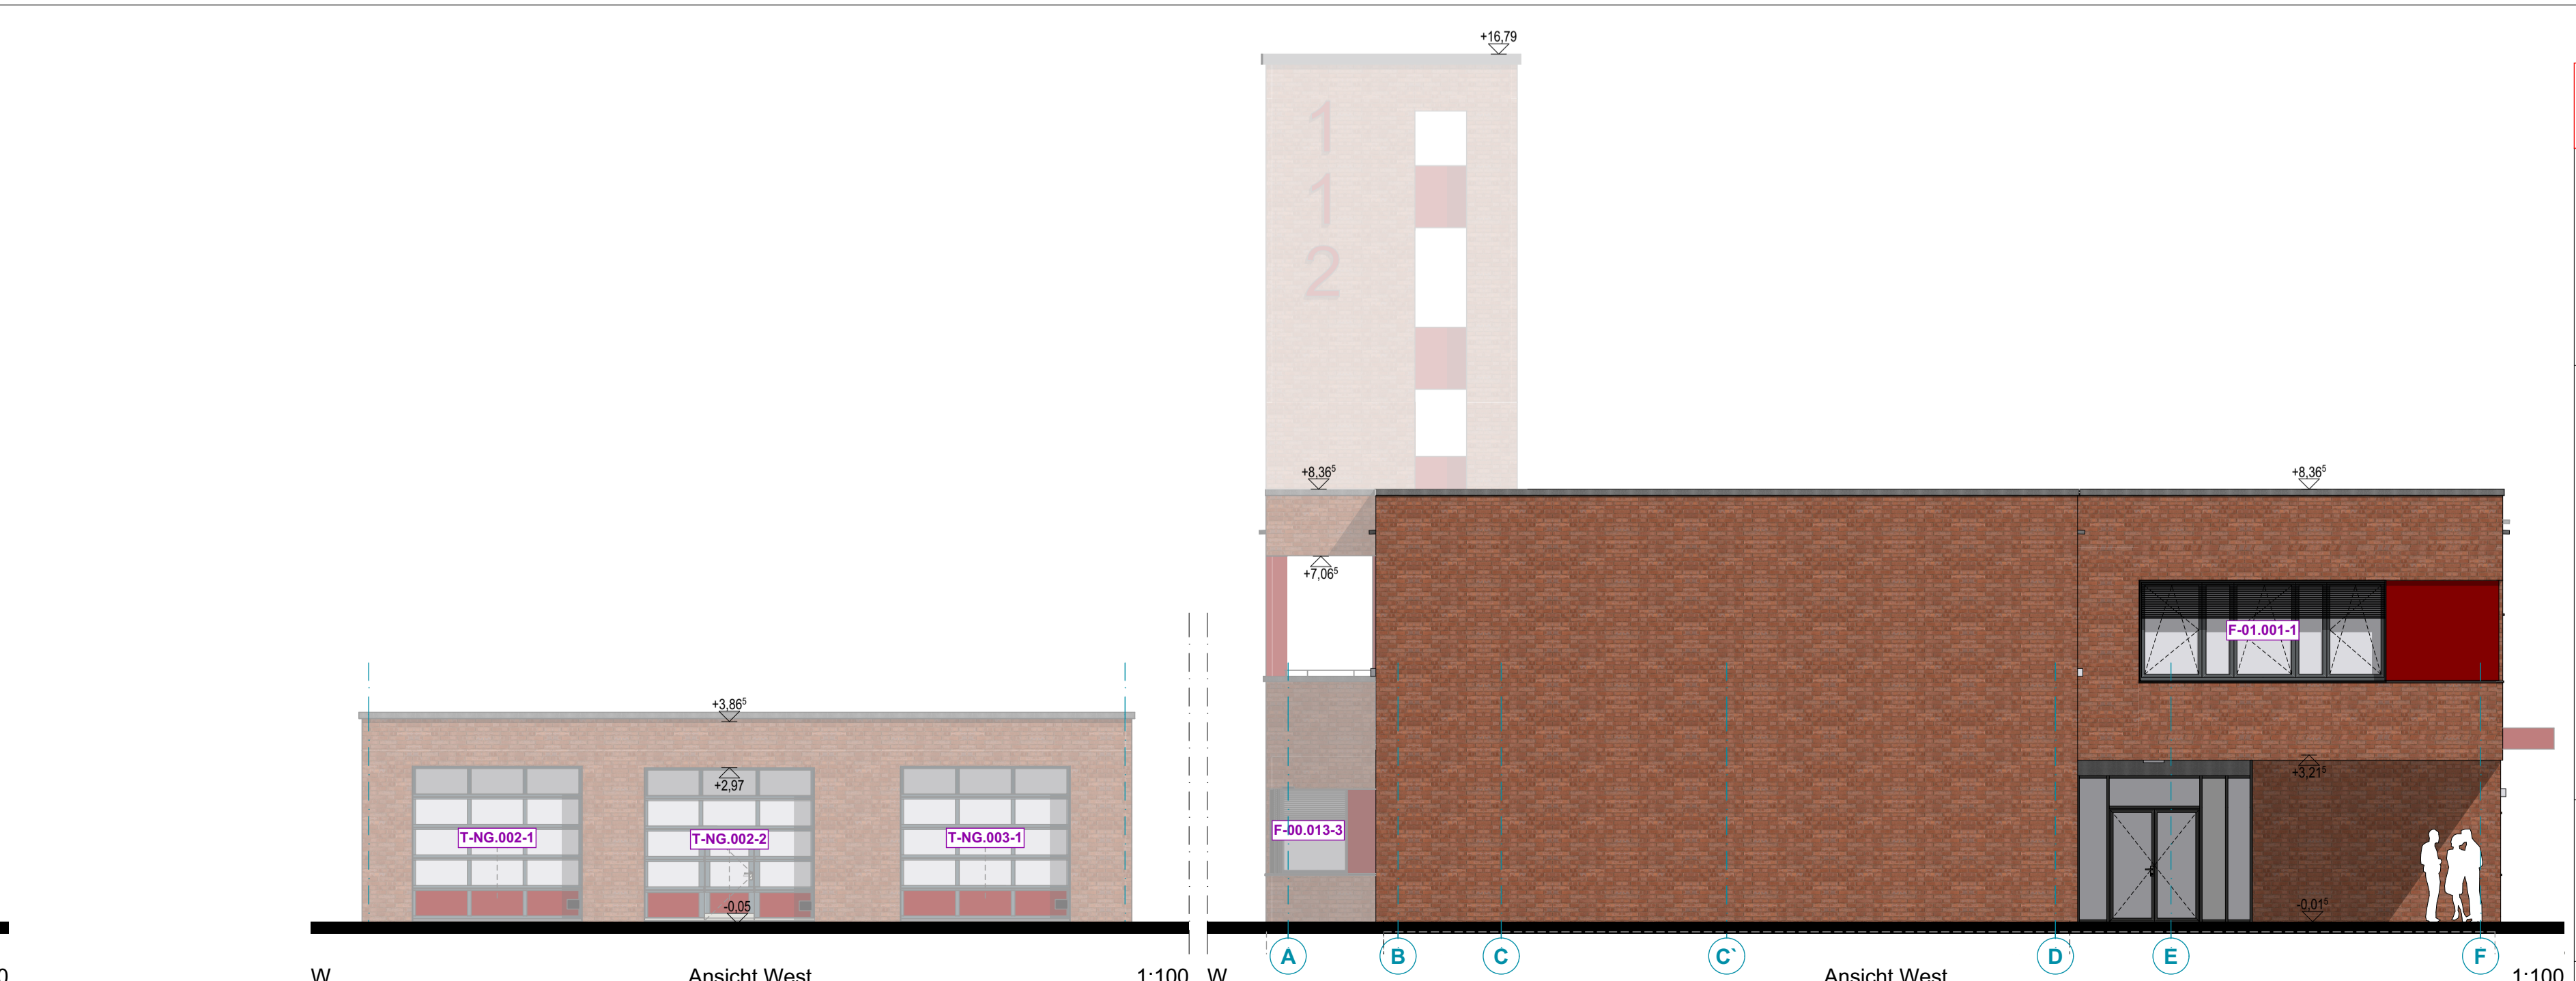 +16,79
1
1
2
+8,36⁵
+8,36⁵
+7,06⁵
F-01.001-1
+3,86⁵
+2,97
+3,21⁵
T-NG.002-1
T-NG.002-2
T-NG.003-1
F-00.013-3
-0,05
-0,01⁵
A
B
C
C`
D
E
F
0
W
Ansicht West
1:100
W
Ansicht West
1:100